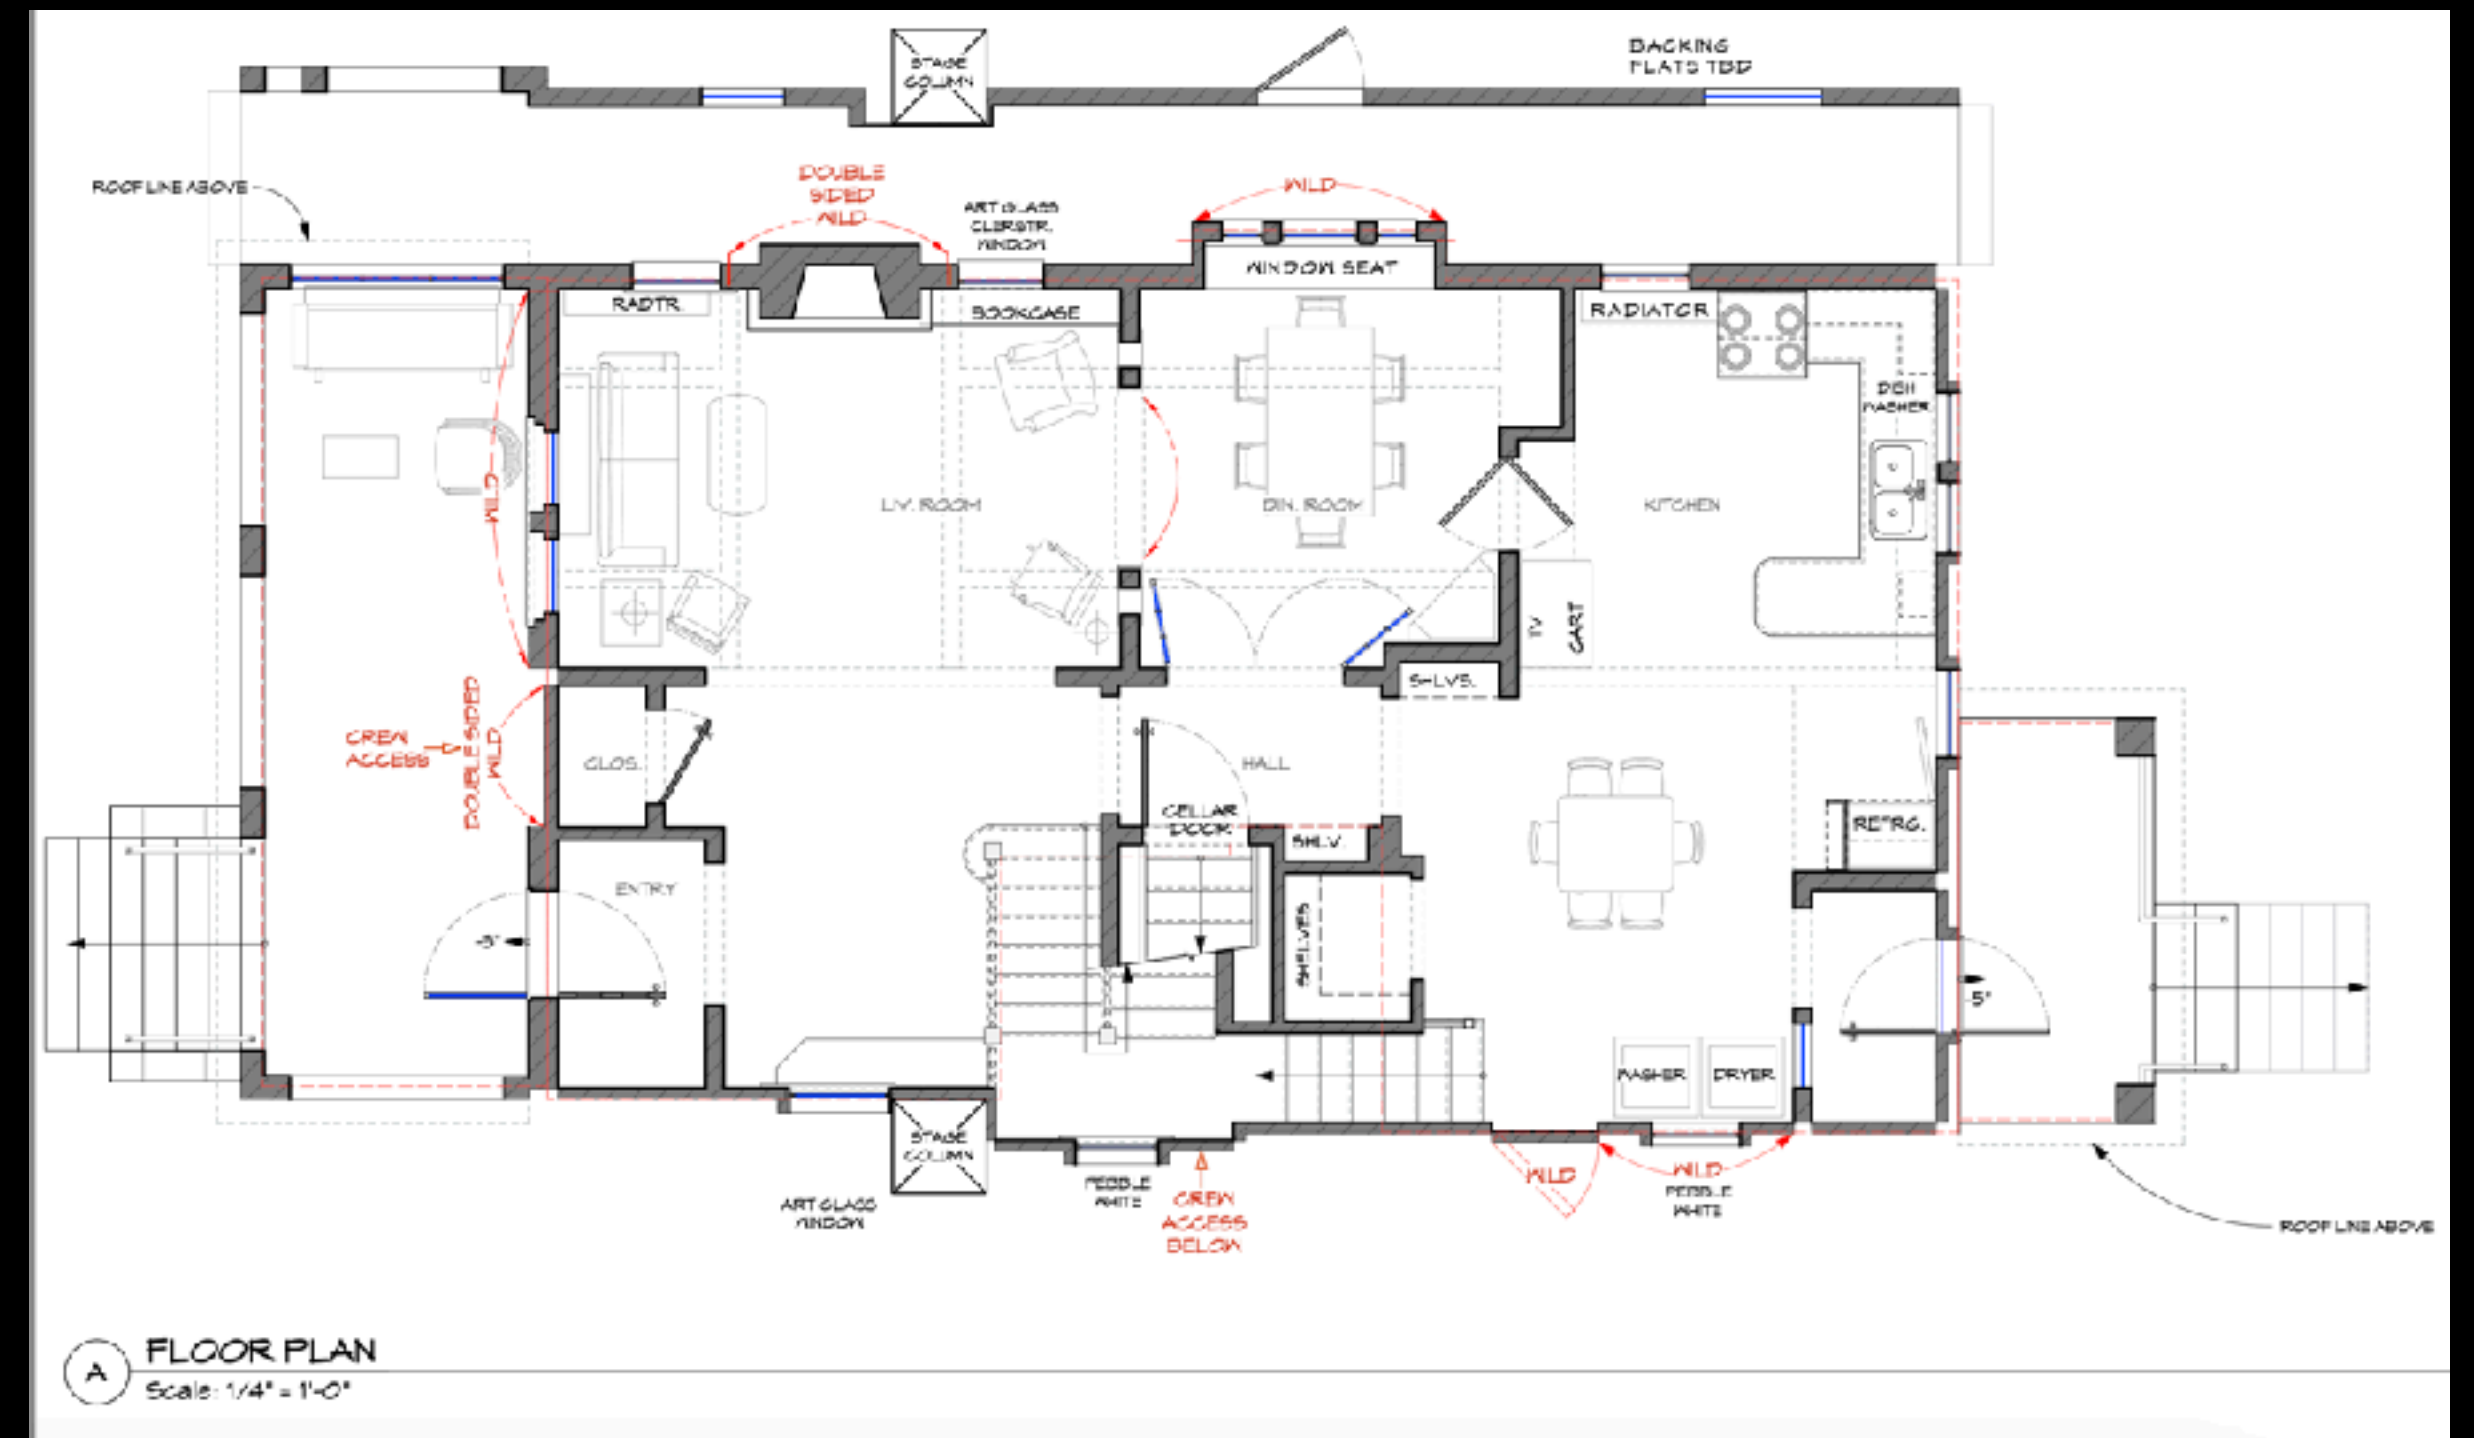 BACKING
FLATS TBD
STAGE
COLUMN
ROOF LINE ABOVE
DOUBLE
SIDED
WILD
ART GLASS
CLERSTR.
WINDOW
WILD
WINDOW SEAT
RADTR.
BOOKCASE
RADIATOR
DISH
WASHER
WILD
LIV. ROOM
DIN. ROOM
KITCHEN
TV
CART
SHLVS.
CREW
ACCESS
DOUBLE SIDED
WILD
CLOS.
HALL
CELLAR
DOOR
SHLV.
REFRG.
ENTRY
SHELVES
-5"
-5"
WASHER
DRYER
STAGE
COLUMN
ART GLASS
WINDOW
PEBBLE
WHITE
CREW
ACCESS
BELOW
WILD
WILD
PEBBLE
WHITE
ROOF LINE ABOVE
A
FLOOR PLAN
Scale: 1/4" = 1'-0"